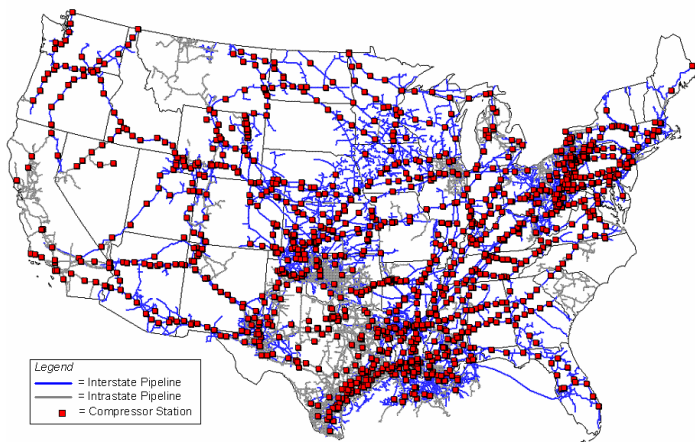 Legend
= Interstate Pipeline
= Intrastate Pipeline
= Compressor Station